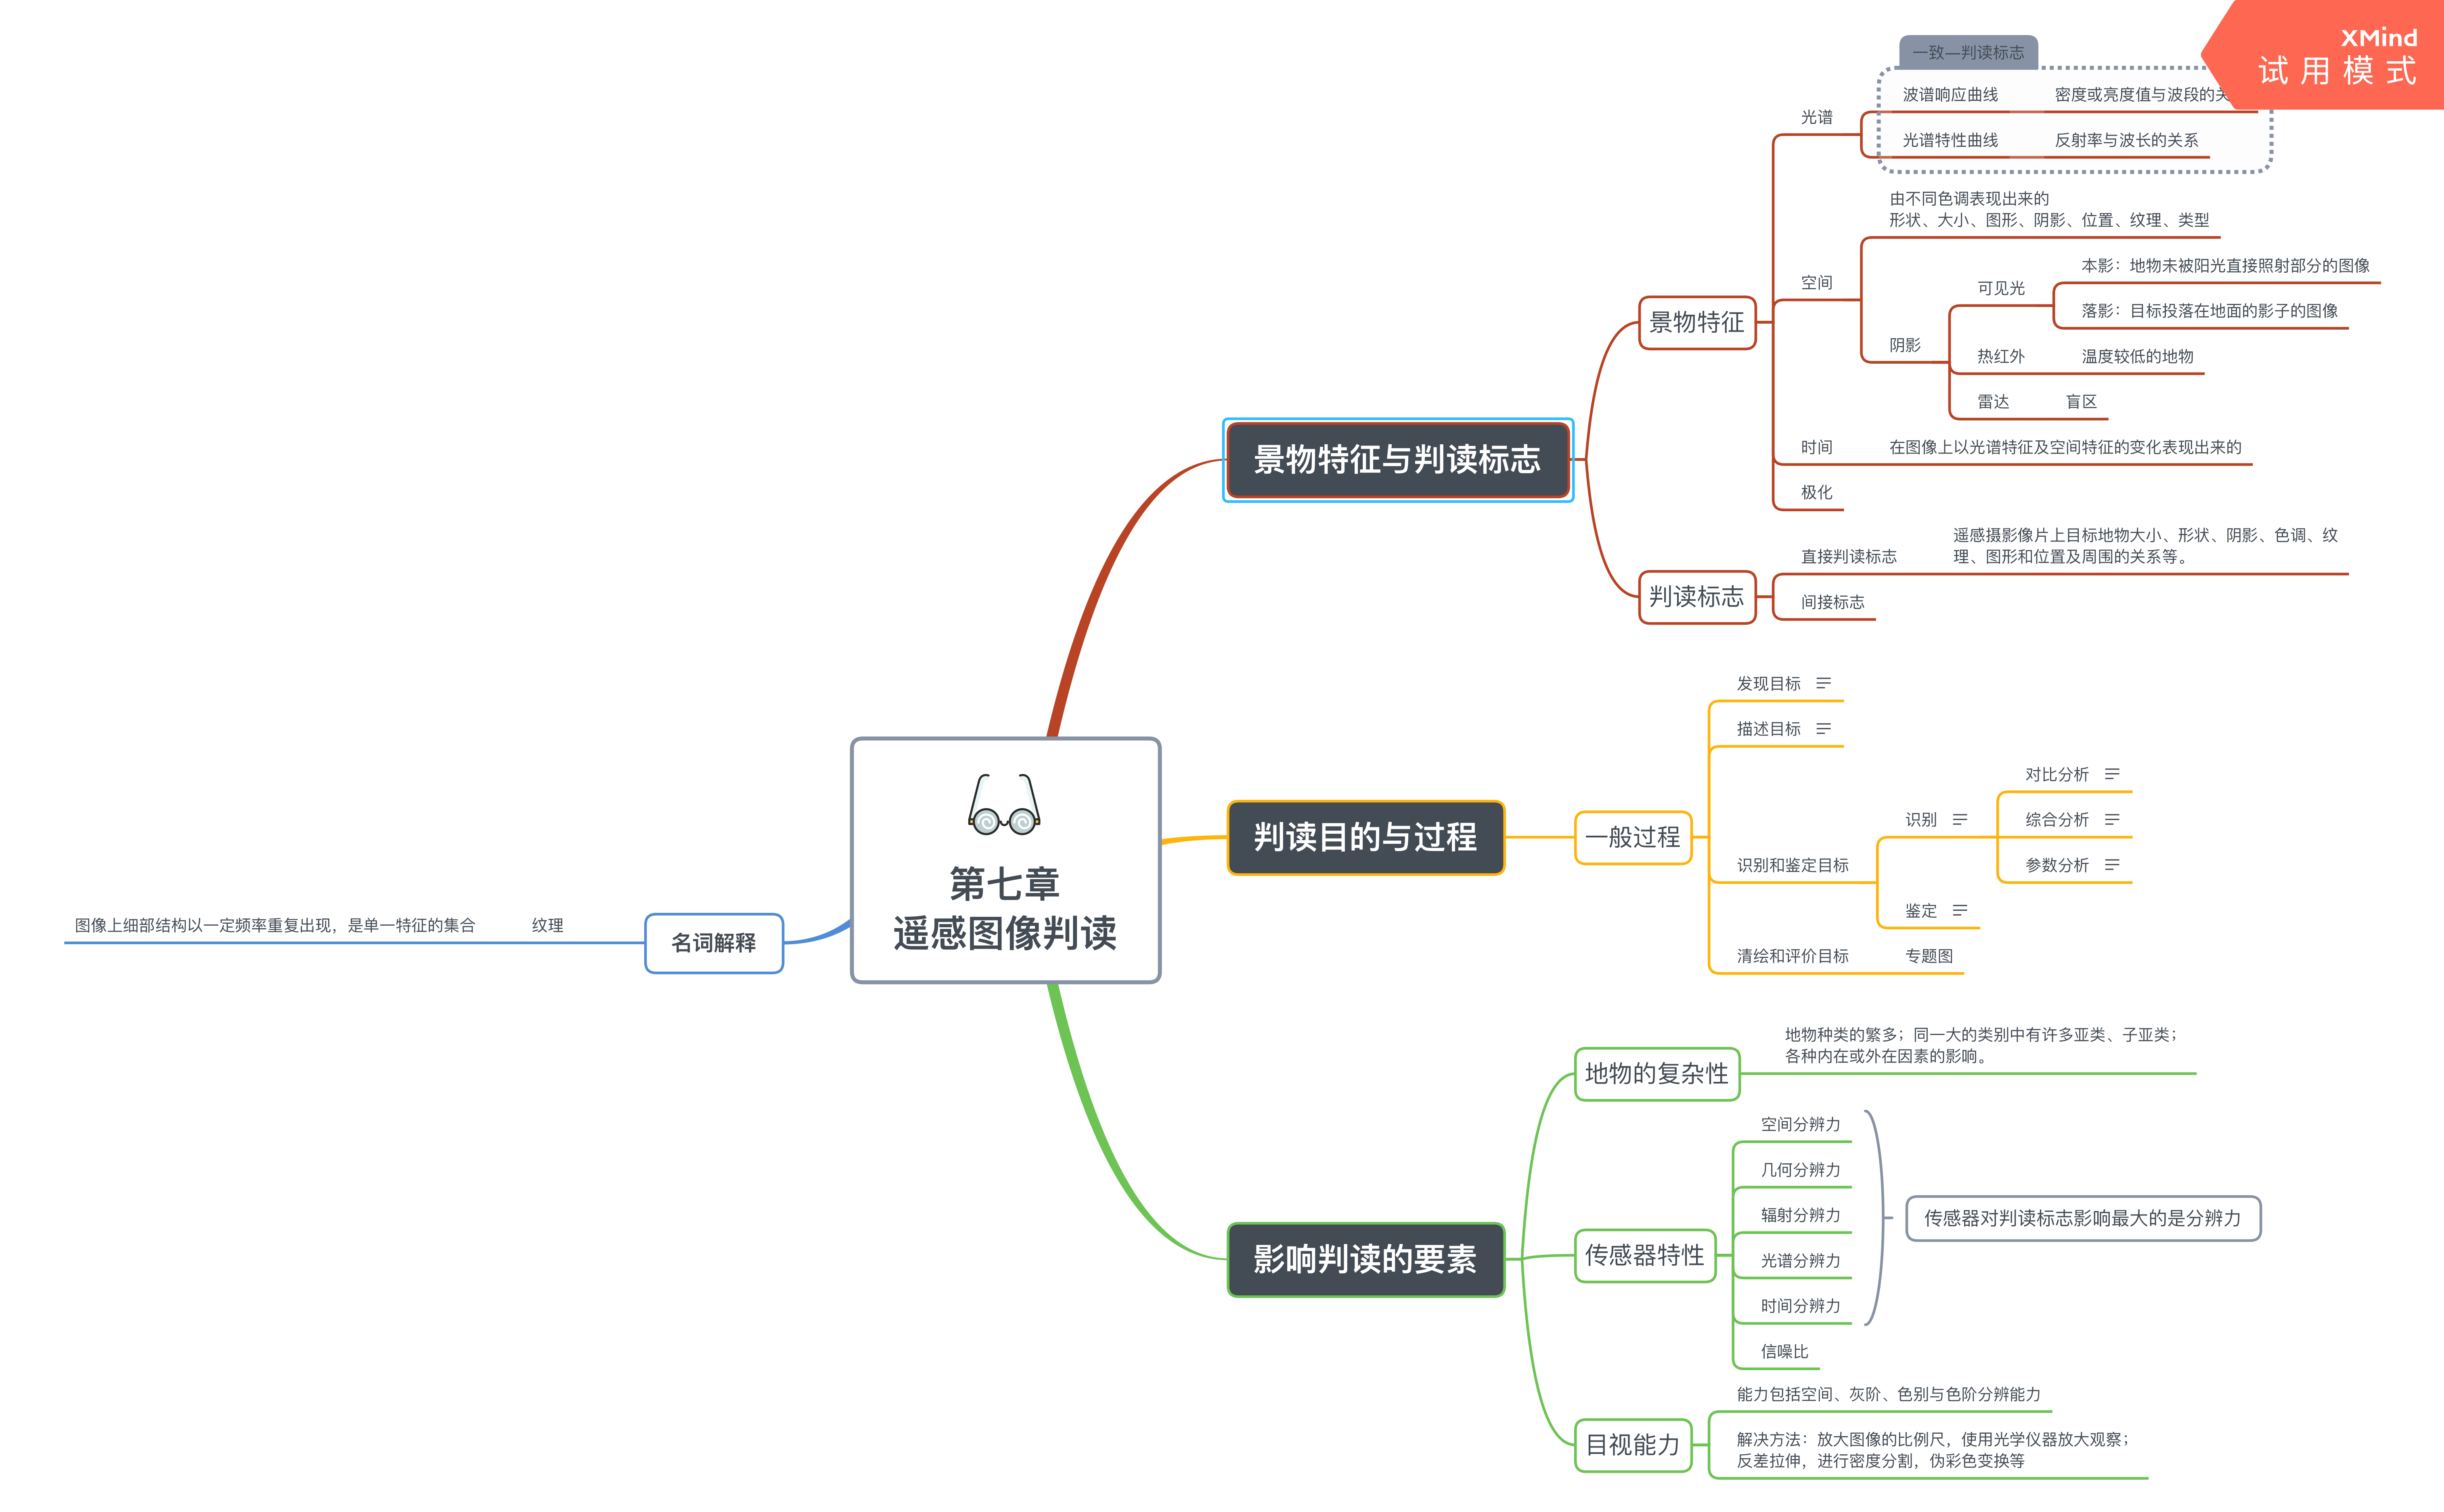 XMind
试用模式
一致—判读标志
波谱响应曲线
密度或亮度值与波段的
光谱
光谱特性曲线
反射率与波长的关系
由不同色调表现出来的
形状、大小、图形、阴影、位置、纹理、类型
空间
本影：地物未被阳光直接照射部分的图像
可见光
落影：目标投落在地面的影子的图像
景物特征
阴影
热红外
温度较低的地物
雷达
盲区
时间
在图像上以光谱特征及空间特征的变化表现出来的
景物特征与判读标志
极化
遥感摄影像片上目标地物大小、形状、阴影、色调、纹
理、图形和位置及周围的关系等。
直接判读标志
判读标志
间接标志
发现目标
描述目标
对比分析
识别
综合分析
判读目的与过程
一般过程
识别和鉴定目标
参数分析
鉴定
清绘和评价目标
专题图
第七章
遥感图像判读
图像上细部结构以一定频率重复出现，是单一特征的集合
纹理
名词解释
地物种类的繁多；同一大的类别中有许多亚类、子亚类；
各种内在或外在因素的影响。
地物的复杂性
空间分辨力
几何分辨力
辐射分辨力
传感器对判读标志影响最大的是分辨力
影响判读的要素
传感器特性
光谱分辨力
时间分辨力
信噪比
能力包括空间、灰阶、色别与色阶分辨能力
目视能力
解决方法：放大图像的比例尺，使用光学仪器放大观察；
反差拉伸，进行密度分割，伪彩色变换等